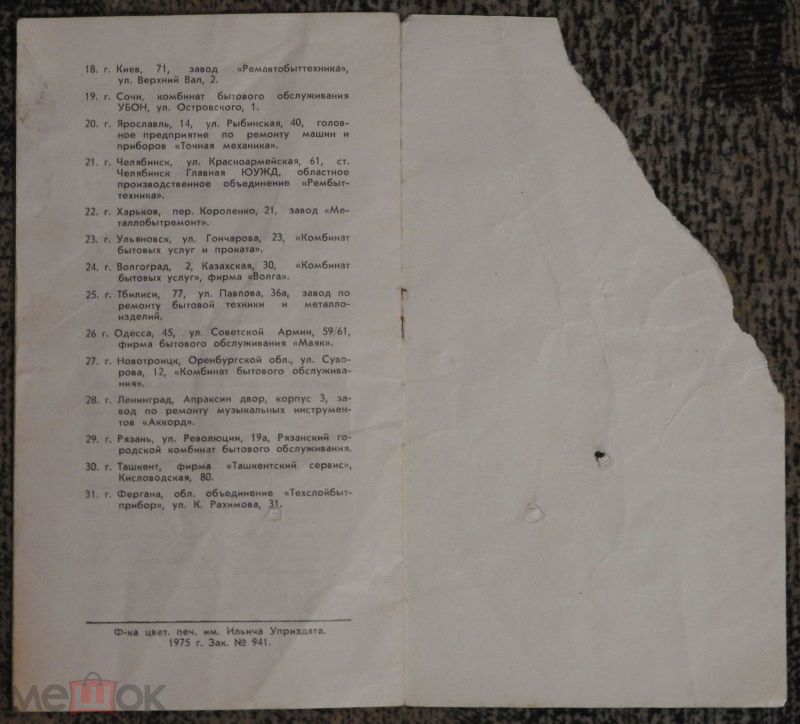 18. г. Киев, 71, завод «Ремавтобыттехника»,
ул. Верхний Вал, 2.
19. г. Сочи, комбинат бытового обслуживания
УБОН, ул. Островского, 1.
20. г. Ярославль, 14, ул. Рыбинская, 40, голов-
ное предприятие по ремонту машин и
приборов «Точная механика».
21. г. Челябинск, ул. Красноармейская, 61, ст.
Челябинск Главная ЮУЖД, областное
производственное объединение «Рембыт-
техника».
22. г. Харьков, пер. Короленко, 21, завод «Ме-
таллобытремонт».
23. г. Ульяновск, ул. Гончарова, 23, «Комбинат
бытовых услуг и проката».
24. г. Волгоград, 2, Казахская, 30, «Комбинат
бытовых услуг», фирма «Волга».
25. г. Тбилиси, 77, ул. Павлова, 36а, завод по
ремонту бытовой техники и металло-
изделий.
26 г. Одесса, 45, ул. Советской Армии, 59/61,
фирма бытового обслуживания «Маяк».
27. г. Новотроицк, Оренбургской обл., ул. Суво-
рова, 12, «Комбинат бытового обслужива-
ния».
28. г. Ленинград, Апраксин двор, корпус 3, за-
вод по ремонту музыкальных инструмен-
тов «Аккорд».
29. г. Рязань, ул. Революции, 19а, Рязанский го-
родской комбинат бытового обслуживания.
30. г. Ташкент, фирма «Ташкентский сервис»,
Кисловодская, 80.
31. г. Фергана, обл. объединение «Техслойбыт-
прибор», ул. К. Рахимова, 31.
Ф-ка цвет. печ. им. Ильича Уприздата.
1975 г. Зак. № 941.
мешок